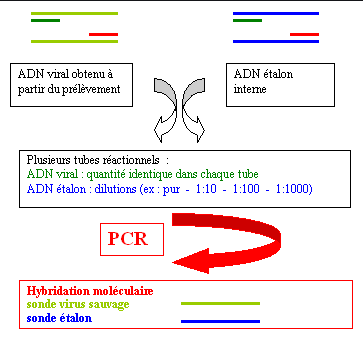 ADN viral obtenu à
partir du prélèvement
ADN étalon
interne
Plusieurs tubes réactionnels :
ADN viral : quantité identique dans chaque tube
ADN étalon : dilutions (ex : pur - 1:10 - 1:100 - 1:1000)
PCR
Hybridation moléculaire
sonde virus sauvage
sonde étalon